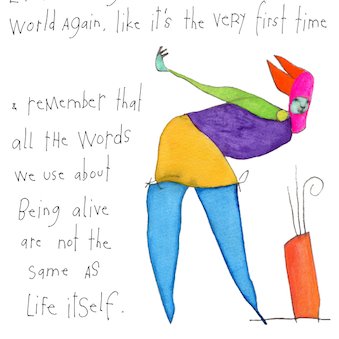 world again, like it's the very first time
& remember that
all the words
we use about
Being alive
are not the
same as
Life itself.